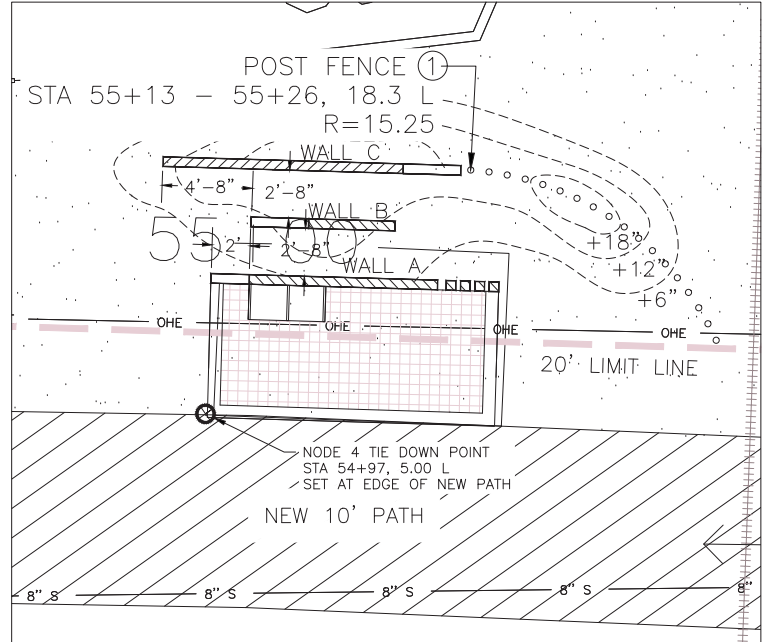 POST FENCE 1
STA 55+13 - 55+26, 18.3 L
R=15.25
WALL C
4'-8" 2'-8"
WALL B
55 00
2' 2'-8"
+18"
WALL A
+12"
+6"
OHE OHE OHE OHE
20' LIMIT LINE
NODE 4 TIE DOWN POINT
STA 54+97, 5.00 L
SET AT EDGE OF NEW PATH
NEW 10' PATH
8" S 8" S 8" S 8" S 8"